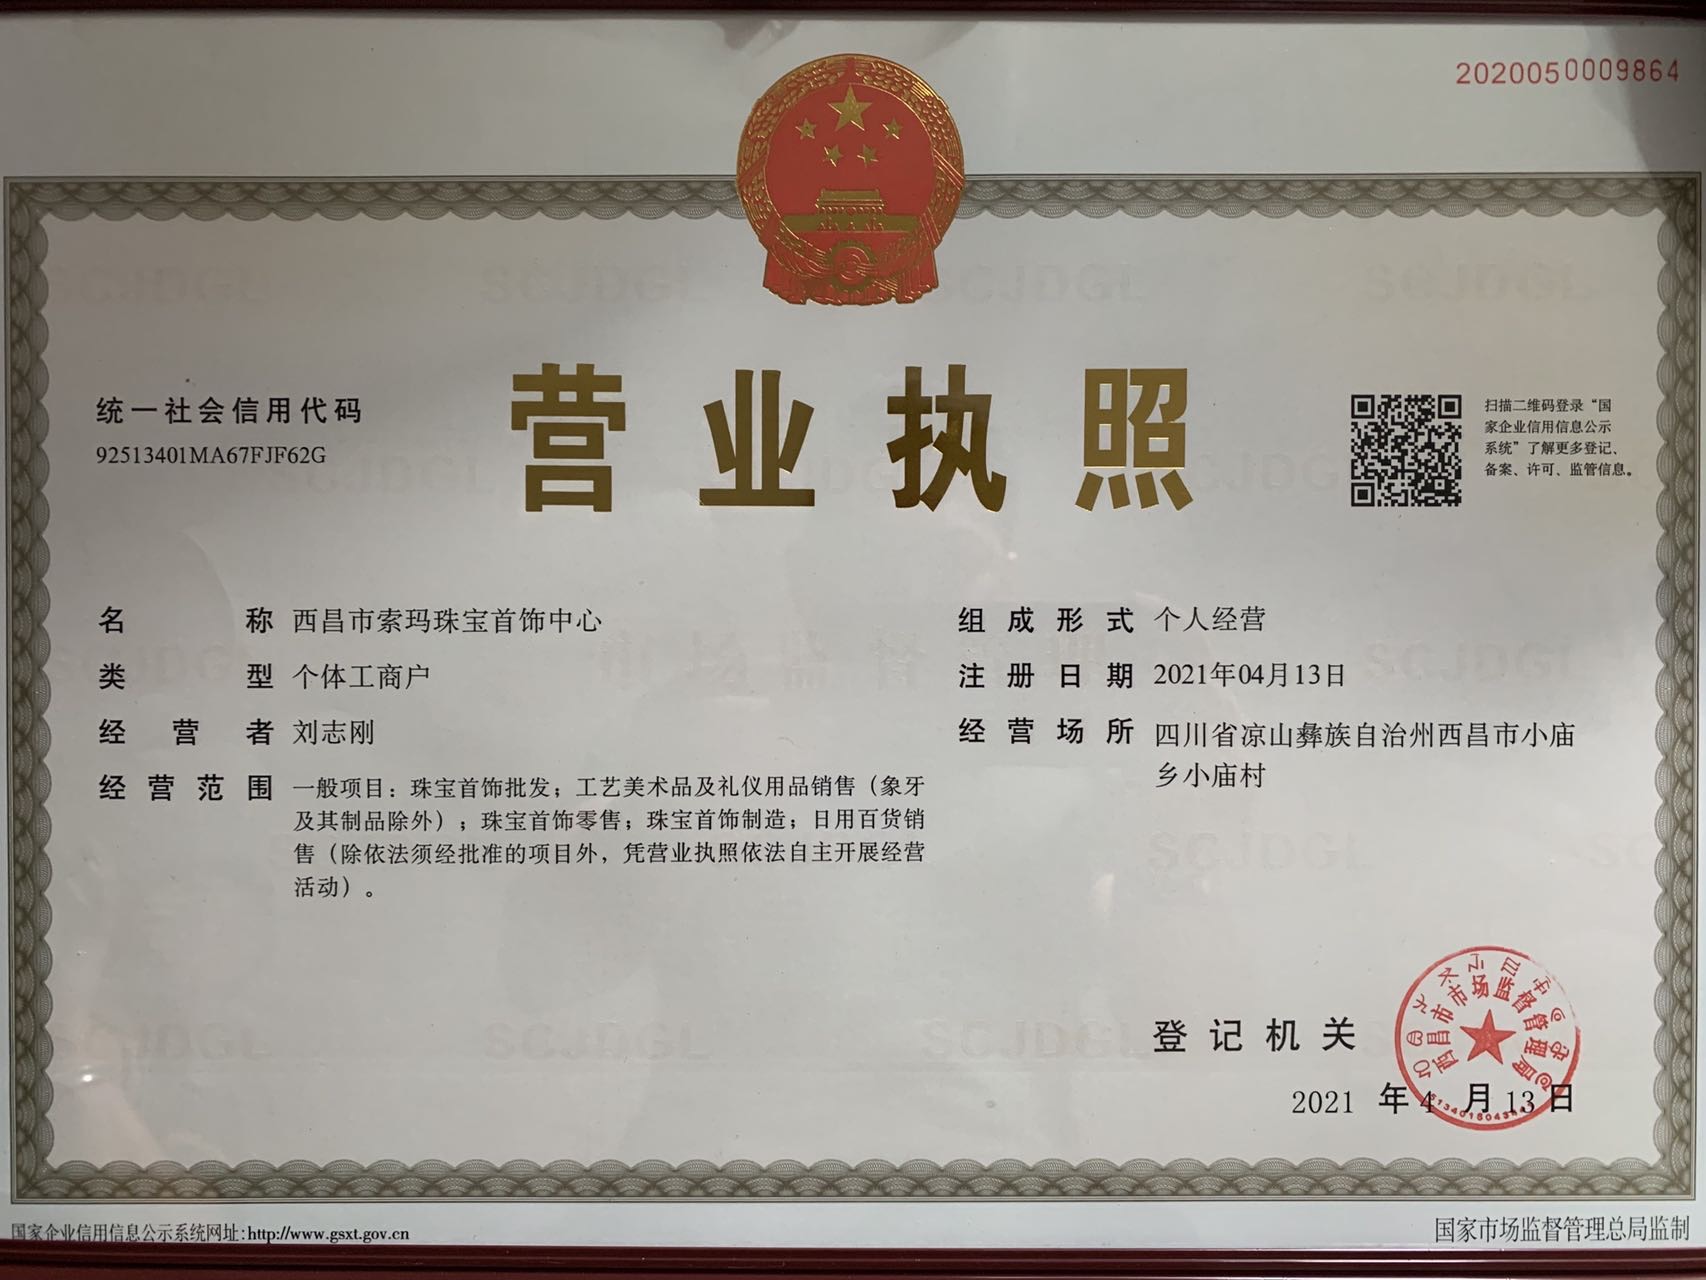 2020050009864
统一社会信用代码
92513401MA67FJF62G
营业执照
扫描二维码登录“国
家企业信用信息公示
系统”了解更多登记、
备案、许可、监管信息。
名称 西昌市索玛珠宝首饰中心
类型 个体工商户
经营者 刘志刚
经营范围 一般项目：珠宝首饰批发；工艺美术品及礼仪用品销售（象牙
及其制品除外）；珠宝首饰零售；珠宝首饰制造；日用百货销
售（除依法须经批准的项目外，凭营业执照依法自主开展经营
活动）。
组成形式 个人经营
注册日期 2021年04月13日
经营场所 四川省凉山彝族自治州西昌市小庙
乡小庙村
登记机关
西昌市市场监督管理局
2021 年 4 月 13 日
国家企业信用信息公示系统网址:http://www.gsxt.gov.cn
国家市场监督管理总局监制